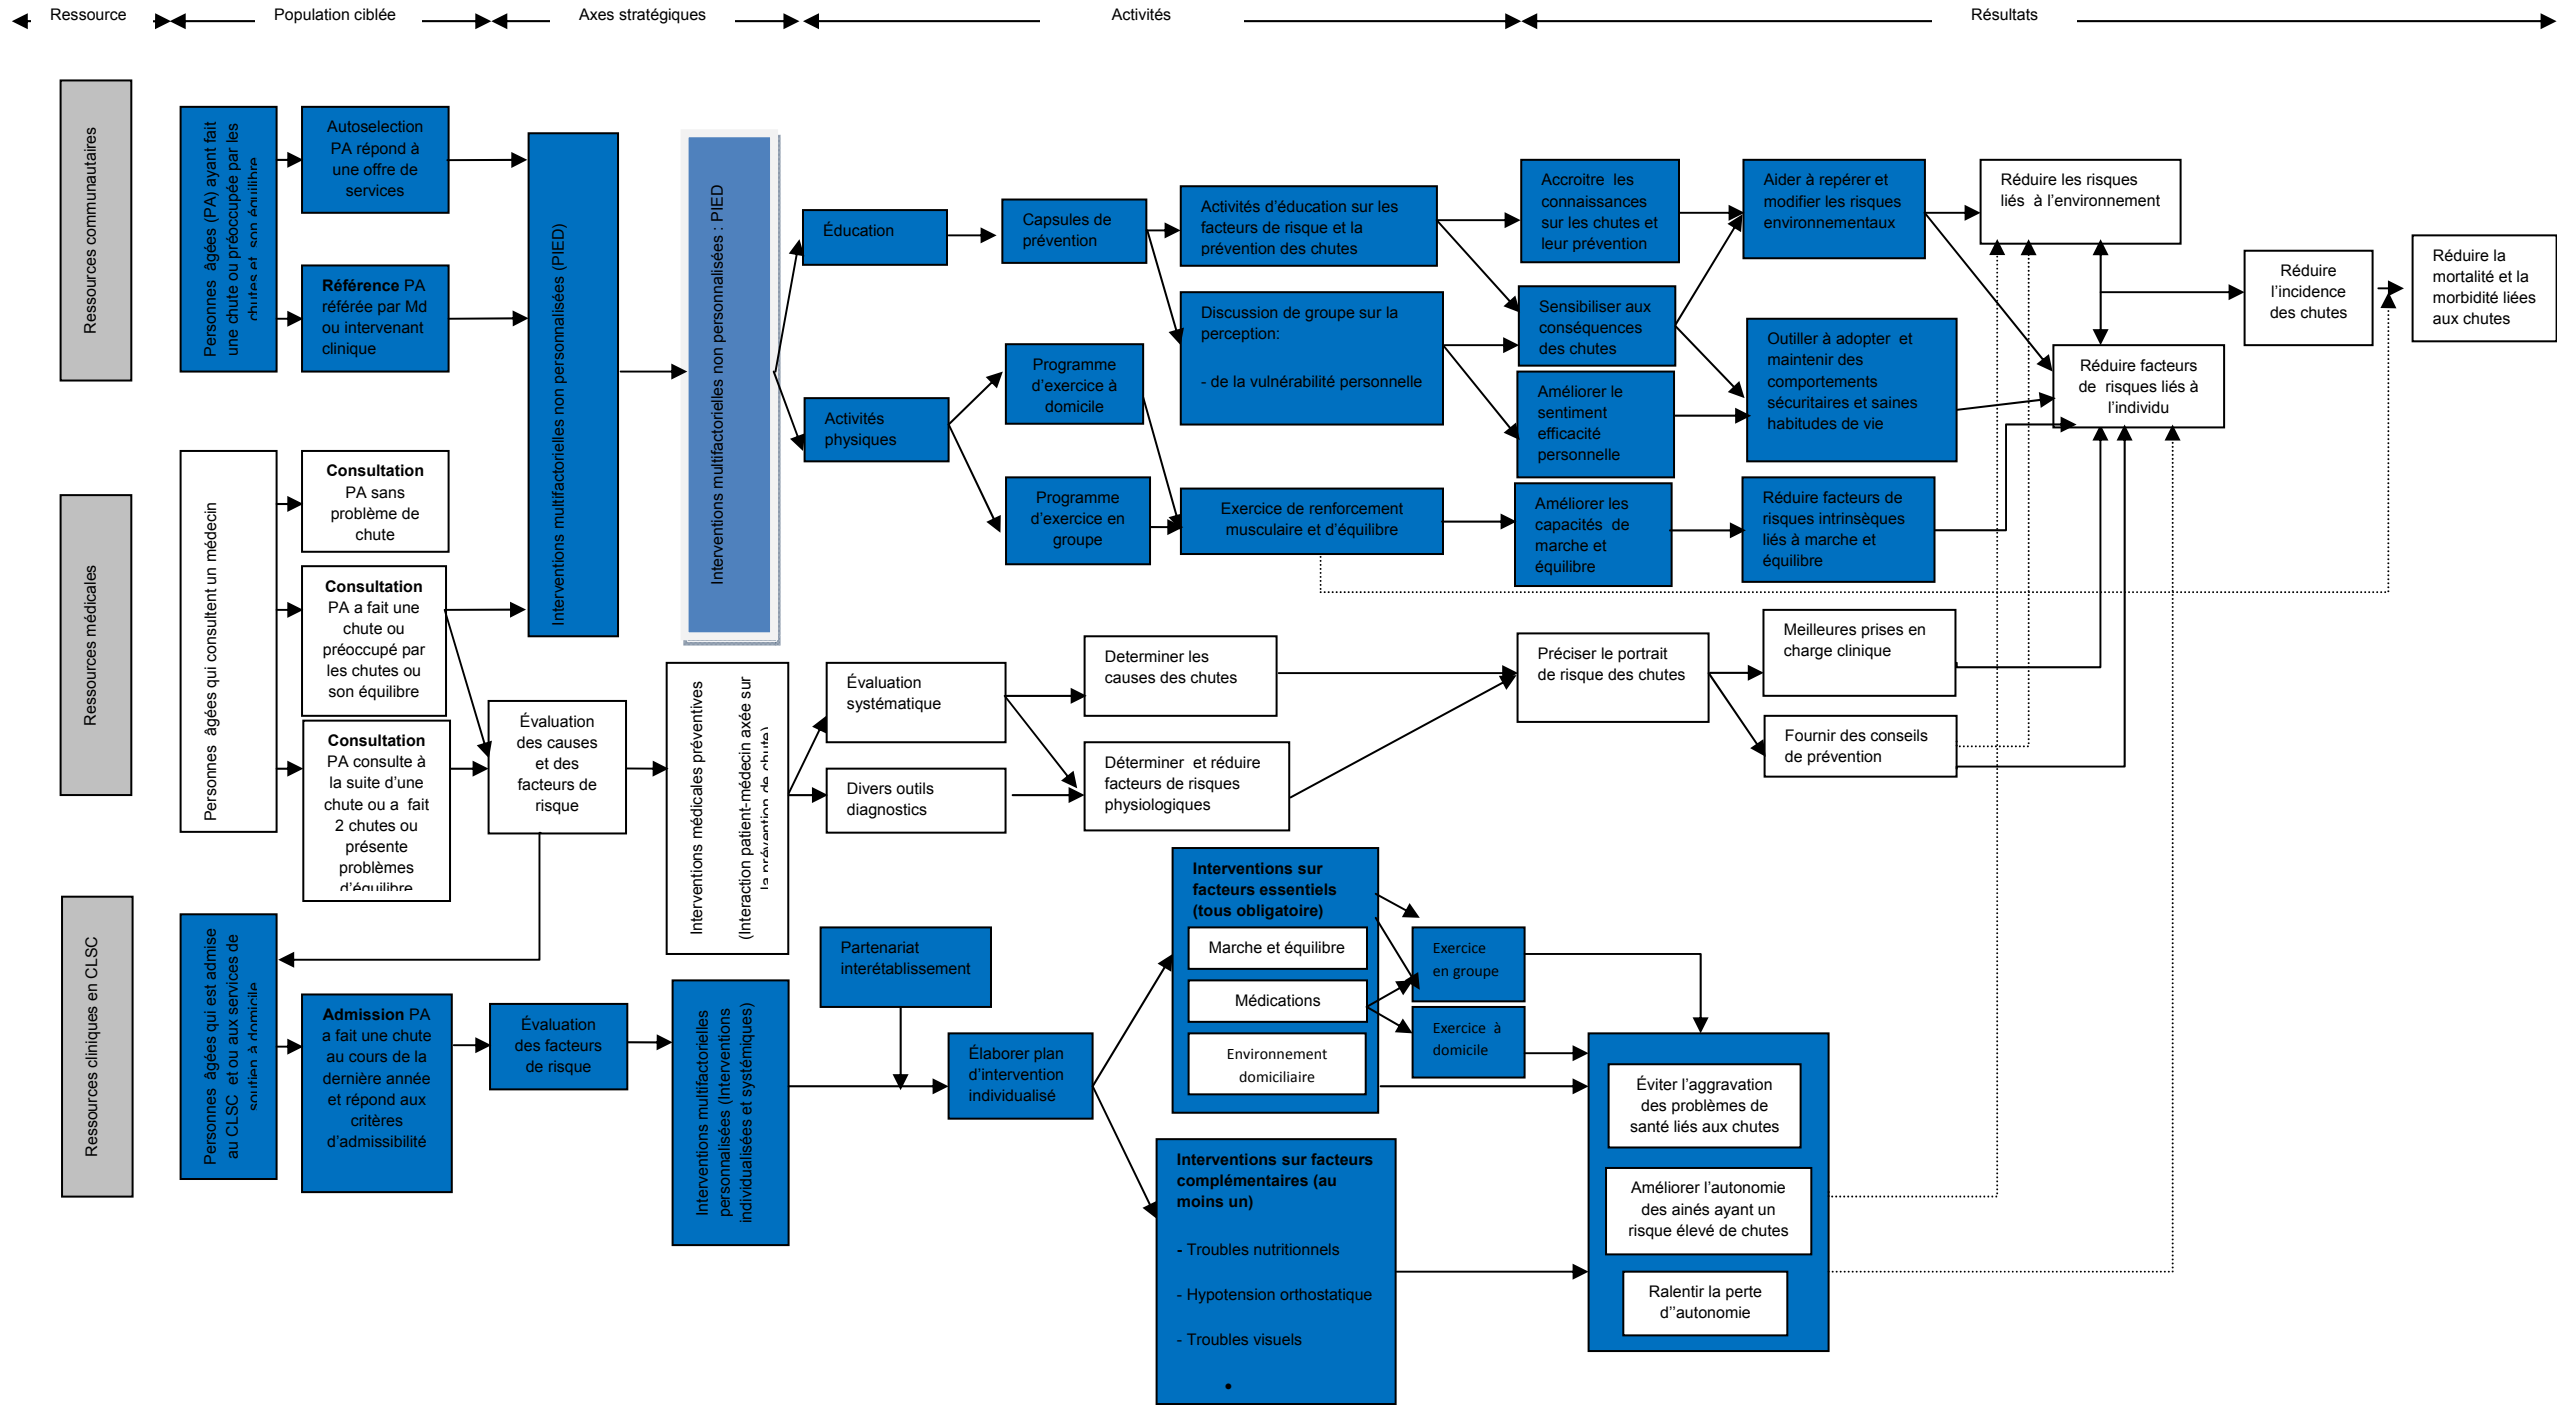 Ressource
Population ciblée
Axes stratégiques
Activités
Résultats
Ressources communautaires
Personnes âgées (PA) ayant fait
une chute ou préoccupée par les
chutes et son équilibre
Autoselection
PA répond à
une offre de
services
Référence PA
référée par Md
ou intervenant
clinique
Interventions multifactorielles non personnalisées (PIED)
Interventions multifactorielles non personnalisées : PIED
Éducation
Activités
physiques
Capsules de
prévention
Programme
d'exercice à
domicile
Programme
d'exercice en
groupe
Activités d'éducation sur les
facteurs de risque et la
prévention des chutes
Discussion de groupe sur la
perception:
- de la vulnérabilité personnelle
Exercice de renforcement
musculaire et d'équilibre
Accroitre les
connaissances
sur les chutes et
leur prévention
Sensibiliser aux
conséquences
des chutes
Améliorer le
sentiment
efficacité
personnelle
Améliorer les
capacités de
marche et
équilibre
Aider à repérer et
modifier les risques
environnementaux
Outiller à adopter et
maintenir des
comportements
sécuritaires et saines
habitudes de vie
Réduire facteurs de
risques intrinsèques
liés à marche et
équilibre
Réduire les risques
liés à l'environnement
Réduire facteurs
de risques liés à
l'individu
Réduire
l'incidence
des chutes
Réduire la
mortalité et la
morbidité liées
aux chutes
Ressources médicales
Personnes âgées qui consultent un médecin
Consultation
PA sans
problème de
chute
Consultation
PA a fait une
chute ou
préoccupé par
les chutes ou
son équilibre
Consultation
PA consulte à
la suite d'une
chute ou a fait
2 chutes ou
présente
problèmes
d'équilibre
Évaluation
des causes
et des
facteurs de
risque
Interventions médicales préventives
(Interaction patient-médecin axée sur
la prévention de chute)
Évaluation
systématique
Divers outils
diagnostics
Determiner les
causes des chutes
Déterminer et réduire
facteurs de risques
physiologiques
Préciser le portrait
de risque des chutes
Meilleures prises en
charge clinique
Fournir des conseils
de prévention
Ressources cliniques en CLSC
Personnes âgées qui est admise
au CLSC et ou aux services de
soutien à domicile
Admission PA
a fait une chute
au cours de la
dernière année
et répond aux
critères
d'admissibilité
Évaluation
des facteurs
de risque
Interventions multifactorielles
personnalisées (Interventions
individualisées et systémiques)
Partenariat
interétablissement
Élaborer plan
d'intervention
individualisé
Interventions sur
facteurs essentiels
(tous obligatoire)
Marche et équilibre
Médications
Environnement
domiciliaire
Exercice
en groupe
Exercice à
domicile
Interventions sur facteurs
complémentaires (au
moins un)
- Troubles nutritionnels
- Hypotension orthostatique
- Troubles visuels
•
Éviter l'aggravation
des problèmes de
santé liés aux chutes
Améliorer l'autonomie
des ainés ayant un
risque élevé de chutes
Ralentir la perte
d''autonomie